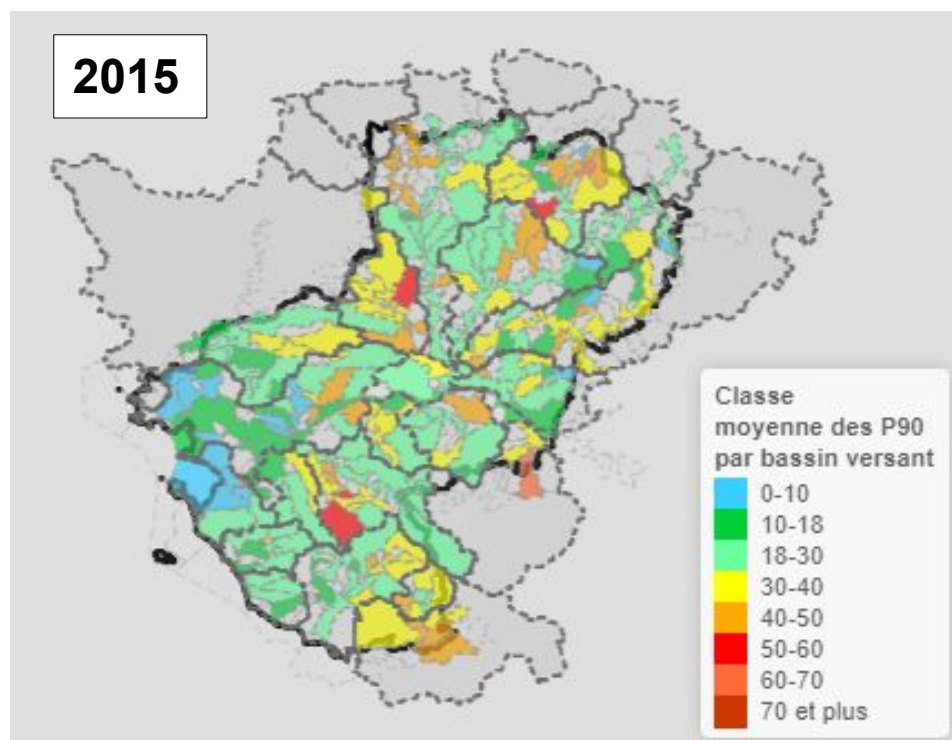 2015
Classe
moyenne des P90
par bassin versant
0-10
10-18
18-30
30-40
40-50
50-60
60-70
70 et plus